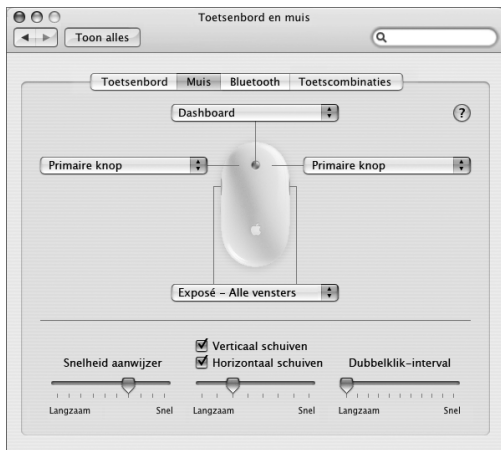 Toetsenbord en muis
Toon alles
Toetsenbord Muis Bluetooth Toetscombinaties
Dashboard
?
Primaire knop Primaire knop
Exposé – Alle vensters
Verticaal schuiven
Snelheid aanwijzer Horizontaal schuiven Dubbelklik-interval
Langzaam Snel Langzaam Snel Langzaam Snel